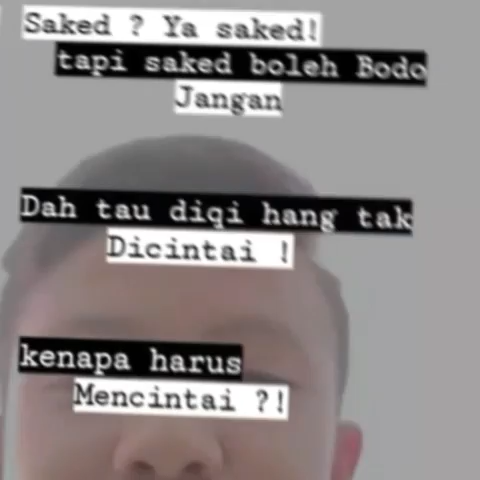 Saked ? Ya saked!
tapi saked boleh Bodo
Jangan
Dah tau diqi hang tak
Dicintai !
kenapa harus
Mencintai ?!